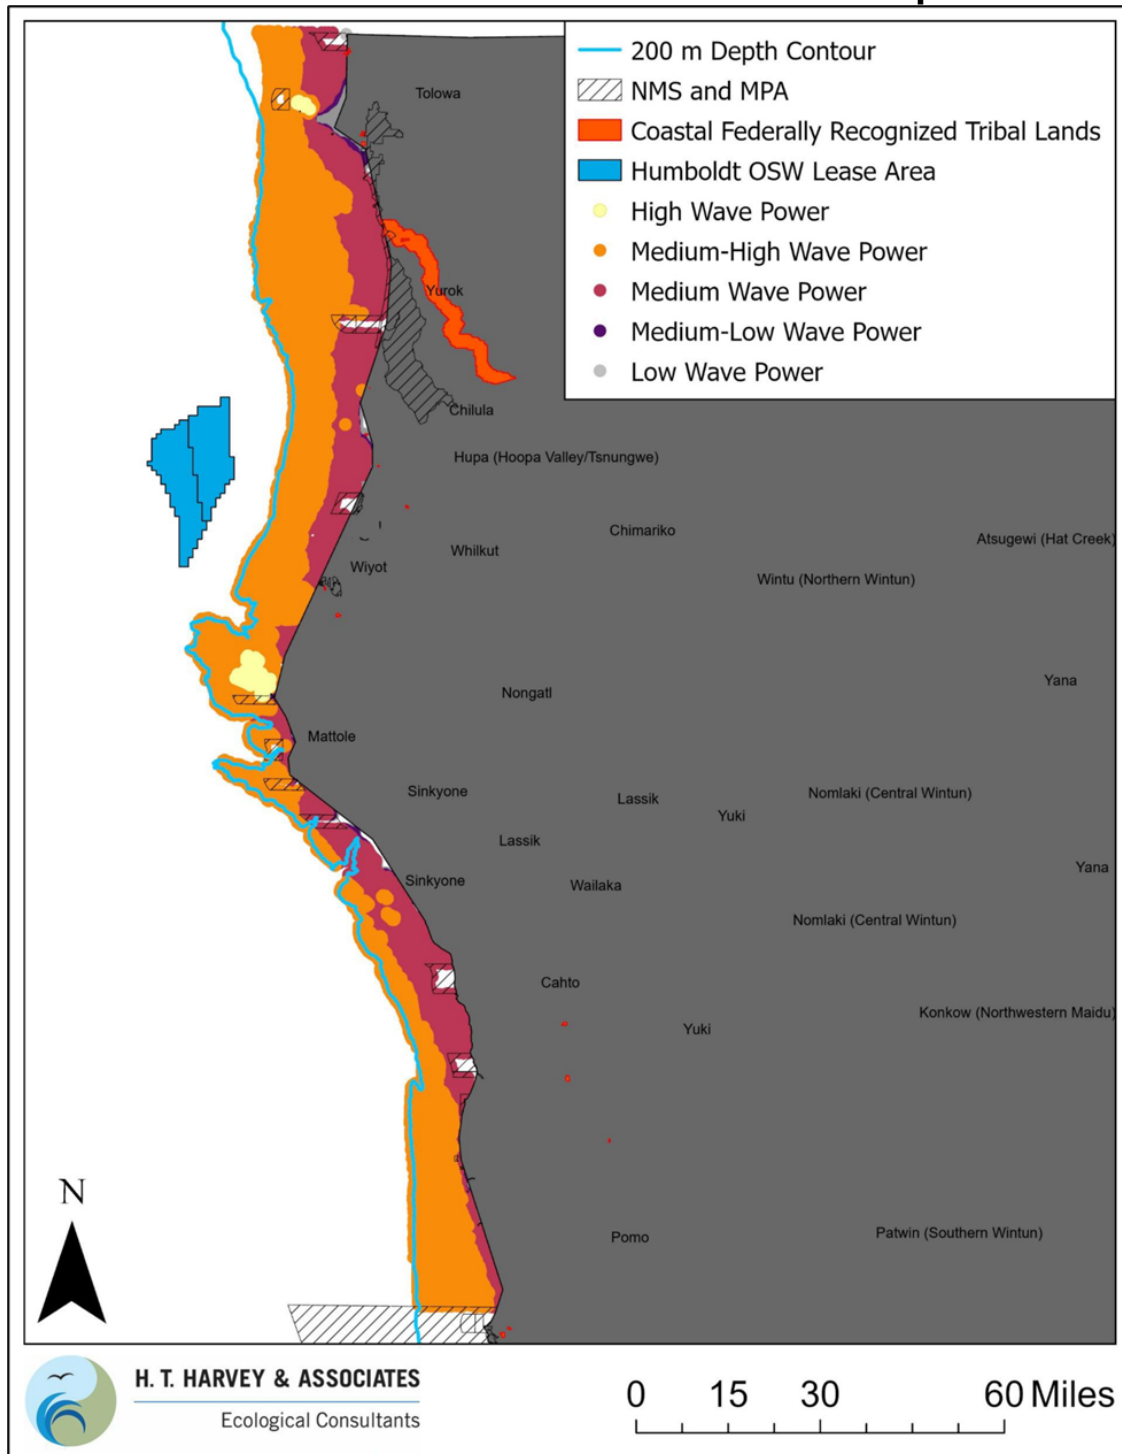 200 m Depth Contour
NMS and MPA
Coastal Federally Recognized Tribal Lands
Humboldt OSW Lease Area
High Wave Power
Medium-High Wave Power
Medium Wave Power
Medium-Low Wave Power
Low Wave Power
Tolowa
Yurok
Chilula
Hupa (Hoopa Valley/Tsnungwe)
Chimariko
Atsugewi (Hat Creek)
Whilkut
Wiyot
Wintu (Northern Wintun)
Yana
Nongatl
Mattole
Sinkyone
Lassik
Nomlaki (Central Wintun)
Yuki
Lassik
Yana
Sinkyone
Wailaka
Nomlaki (Central Wintun)
Cahto
Konkow (Northwestern Maidu)
Yuki
Pomo
Patwin (Southern Wintun)
N
H. T. HARVEY & ASSOCIATES
Ecological Consultants
0 15 30 60 Miles